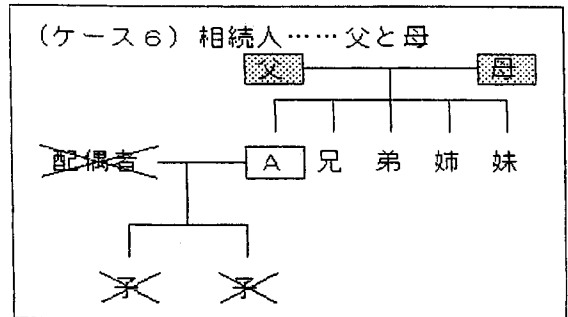 (ケース6) 相続人……父と母
父 母
配偶者 A 兄 弟 姉 妹
子 子